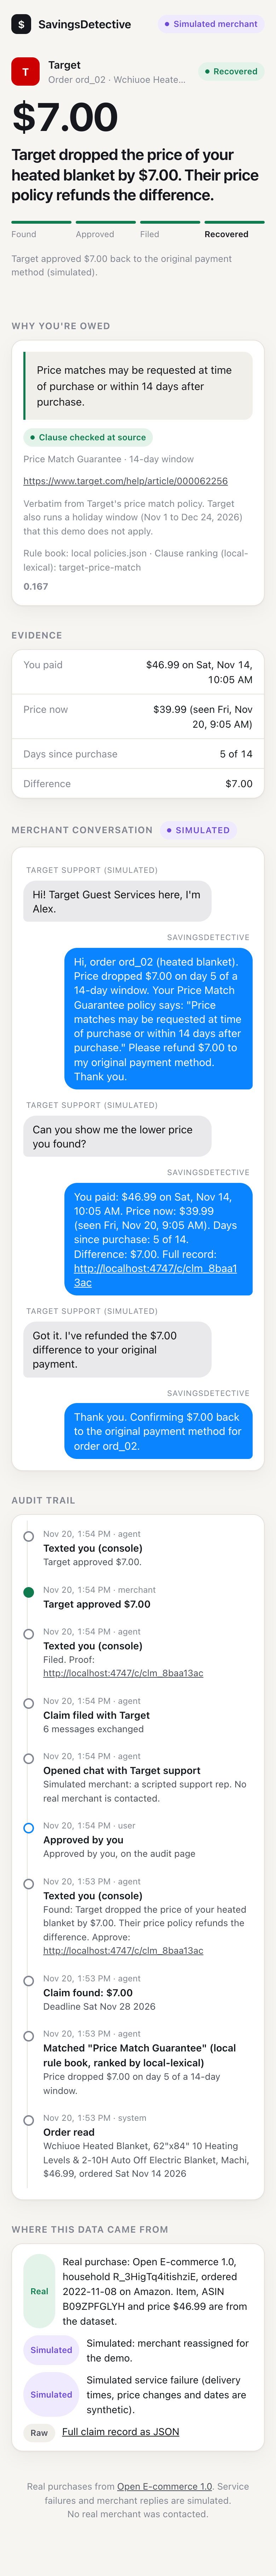 $ SavingsDetective
Simulated merchant
T
Target
Order ord_02 · Wchiuoe Heate...
Recovered
$7.00
Target dropped the price of your
heated blanket by $7.00. Their price
policy refunds the difference.
Found Approved Filed Recovered
Target approved $7.00 back to the original payment
method (simulated).
WHY YOU'RE OWED
Price matches may be requested at time
of purchase or within 14 days after
purchase.
Clause checked at source
Price Match Guarantee · 14-day window
https://www.target.com/help/article/000062256
Verbatim from Target's price match policy. Target
also runs a holiday window (Nov 1 to Dec 24, 2026)
that this demo does not apply.
Rule book: local policies.json · Clause ranking (local-
lexical): target-price-match
0.167
EVIDENCE
You paid $46.99 on Sat, Nov 14,
10:05 AM
Price now $39.99 (seen Fri, Nov
20, 9:05 AM)
Days since purchase 5 of 14
Difference $7.00
MERCHANT CONVERSATION SIMULATED
TARGET SUPPORT (SIMULATED)
Hi! Target Guest Services here, I'm
Alex.
SAVINGSDETECTIVE
Hi, order ord_02 (heated blanket).
Price dropped $7.00 on day 5 of a
14-day window. Your Price Match
Guarantee policy says: "Price
matches may be requested at time
of purchase or within 14 days after
purchase." Please refund $7.00 to
my original payment method.
Thank you.
TARGET SUPPORT (SIMULATED)
Can you show me the lower price
you found?
SAVINGSDETECTIVE
You paid: $46.99 on Sat, Nov 14,
10:05 AM. Price now: $39.99
(seen Fri, Nov 20, 9:05 AM). Days
since purchase: 5 of 14.
Difference: $7.00. Full record:
http://localhost:4747/c/clm_8baa1
3ac
TARGET SUPPORT (SIMULATED)
Got it. I've refunded the $7.00
difference to your original
payment.
SAVINGSDETECTIVE
Thank you. Confirming $7.00 back
to the original payment method for
order ord_02.
AUDIT TRAIL
Nov 20, 1:54 PM · agent
Texted you (console)
Target approved $7.00.
Nov 20, 1:54 PM · merchant
Target approved $7.00
Nov 20, 1:54 PM · agent
Texted you (console)
Filed. Proof:
http://localhost:4747/c/clm_8baa13ac
Nov 20, 1:54 PM · agent
Claim filed with Target
6 messages exchanged
Nov 20, 1:54 PM · agent
Opened chat with Target support
Simulated merchant: a scripted support rep. No
real merchant is contacted.
Nov 20, 1:54 PM · user
Approved by you
Approved by you, on the audit page
Nov 20, 1:53 PM · agent
Texted you (console)
Found: Target dropped the price of your heated
blanket by $7.00. Their price policy refunds the
difference. Approve:
http://localhost:4747/c/clm_8baa13ac
Nov 20, 1:53 PM · agent
Claim found: $7.00
Deadline Sat Nov 28 2026
Nov 20, 1:53 PM · agent
Matched "Price Match Guarantee" (local
rule book, ranked by local-lexical)
Price dropped $7.00 on day 5 of a 14-day
window.
Nov 20, 1:53 PM · system
Order read
Wchiuoe Heated Blanket, 62"x84" 10 Heating
Levels & 2-10H Auto Off Electric Blanket, Machi,
$46.99, ordered Sat Nov 14 2026
WHERE THIS DATA CAME FROM
Real
Real purchase: Open E-commerce 1.0,
household R_3HigTq4itishziE, ordered
2022-11-08 on Amazon. Item, ASIN
B09ZPFGLYH and price $46.99 are from
the dataset.
Simulated
Simulated: merchant reassigned for
the demo.
Simulated
Simulated service failure (delivery
times, price changes and dates are
synthetic).
Raw
Full claim record as JSON
Real purchases from Open E-commerce 1.0. Service
failures and merchant replies are simulated.
No real merchant was contacted.